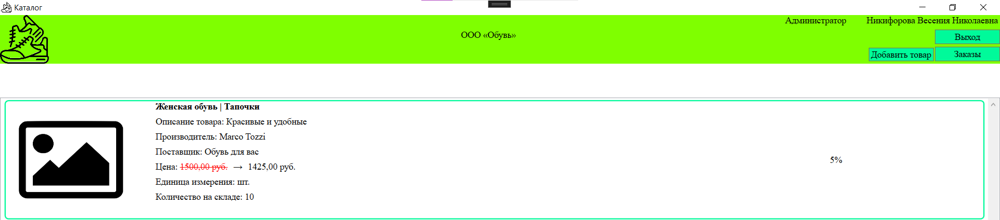 Каталог
Администратор Никифорова Весения Николаевна
ООО «Обувь»
Выход
Добавить товар Заказы
Женская обувь | Тапочки
Описание товара: Красивые и удобные
Производитель: Marco Tozzi
Поставщик: Обувь для вас
Цена: 1500,00 руб. → 1425,00 руб.
Единица измерения: шт.
Количество на складе: 10
5%